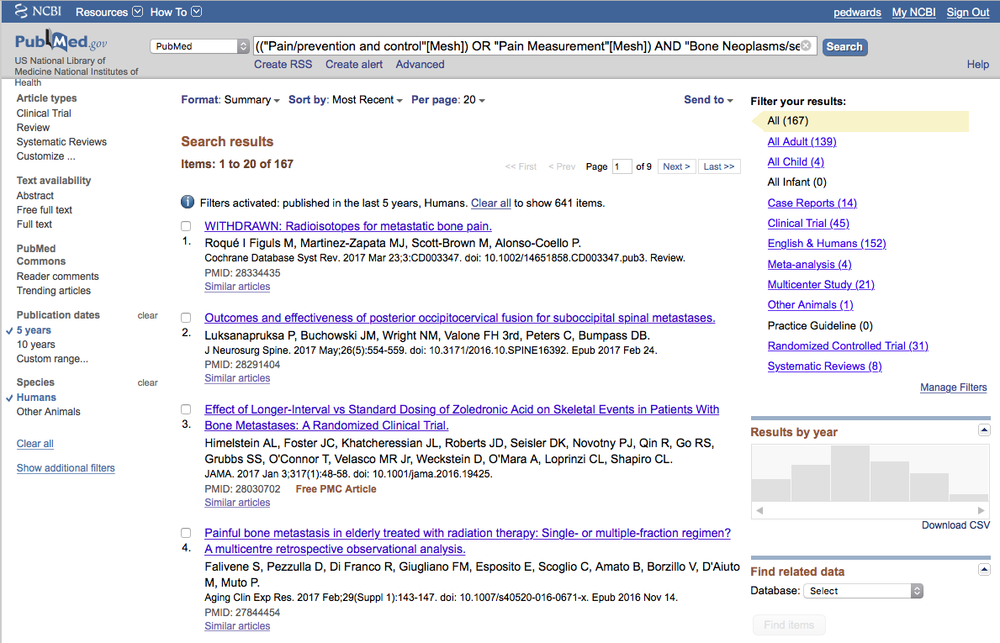 NCBI Resources How To pedwards My NCBI Sign Out
PubMed.gov
US National Library of
Medicine National Institutes of
Health
PubMed (("Pain/prevention and control"[Mesh]) OR "Pain Measurement"[Mesh]) AND "Bone Neoplasms/se Search
Create RSS Create alert Advanced Help
Article types
Clinical Trial
Review
Systematic Reviews
Customize ...
Text availability
Abstract
Free full text
Full text
PubMed
Commons
Reader comments
Trending articles
Publication dates clear
5 years
10 years
Custom range...
Species clear
Humans
Other Animals
Clear all
Show additional filters
Format: Summary Sort by: Most Recent Per page: 20 Send to
Search results
Items: 1 to 20 of 167
<< First < Prev Page 1 of 9 Next > Last >>
Filters activated: published in the last 5 years, Humans. Clear all to show 641 items.
WITHDRAWN: Radioisotopes for metastatic bone pain.
1. Roqué I Figuls M, Martinez-Zapata MJ, Scott-Brown M, Alonso-Coello P.
Cochrane Database Syst Rev. 2017 Mar 23;3:CD003347. doi: 10.1002/14651858.CD003347.pub3. Review.
PMID: 28334435
Similar articles
Outcomes and effectiveness of posterior occipitocervical fusion for suboccipital spinal metastases.
2. Luksanapruksa P, Buchowski JM, Wright NM, Valone FH 3rd, Peters C, Bumpass DB.
J Neurosurg Spine. 2017 May;26(5):554-559. doi: 10.3171/2016.10.SPINE16392. Epub 2017 Feb 24.
PMID: 28291404
Similar articles
Effect of Longer-Interval vs Standard Dosing of Zoledronic Acid on Skeletal Events in Patients With
3. Bone Metastases: A Randomized Clinical Trial.
Himelstein AL, Foster JC, Khatcheressian JL, Roberts JD, Seisler DK, Novotny PJ, Qin R, Go RS,
Grubbs SS, O'Connor T, Velasco MR Jr, Weckstein D, O'Mara A, Loprinzi CL, Shapiro CL.
JAMA. 2017 Jan 3;317(1):48-58. doi: 10.1001/jama.2016.19425.
PMID: 28030702 Free PMC Article
Similar articles
Painful bone metastasis in elderly treated with radiation therapy: Single- or multiple-fraction regimen?
4. A multicentre retrospective observational analysis.
Falivene S, Pezzulla D, Di Franco R, Giugliano FM, Esposito E, Scoglio C, Amato B, Borzillo V, D'Aiuto
M, Muto P.
Aging Clin Exp Res. 2017 Feb;29(Suppl 1):143-147. doi: 10.1007/s40520-016-0671-x. Epub 2016 Nov 14.
PMID: 27844454
Similar articles
Filter your results:
All (167)
All Adult (139)
All Child (4)
All Infant (0)
Case Reports (14)
Clinical Trial (45)
English & Humans (152)
Meta-analysis (4)
Multicenter Study (21)
Other Animals (1)
Practice Guideline (0)
Randomized Controlled Trial (31)
Systematic Reviews (8)
Manage Filters
Results by year
Download CSV
Find related data
Database: Select
Find items